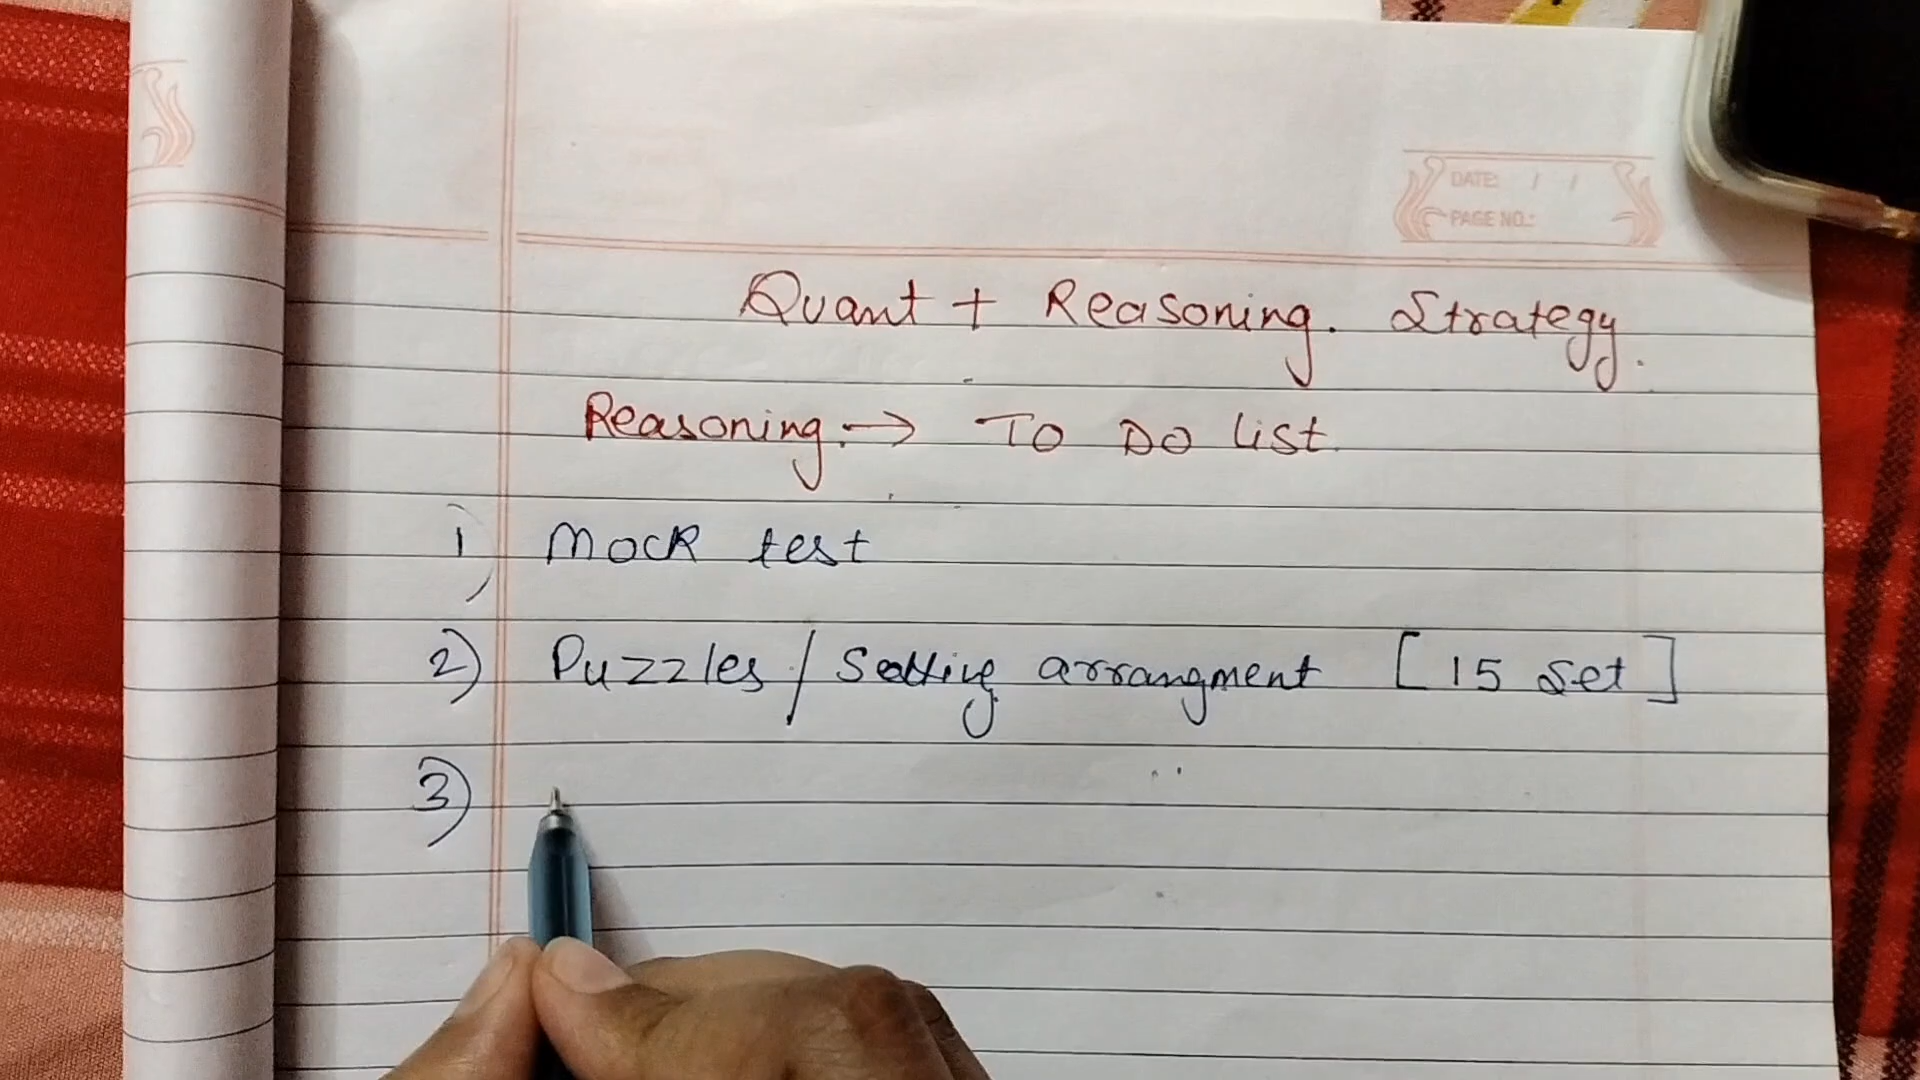 DATE: / /
PAGE NO.:
Quant + Reasoning. Strategy.
Reasoning. → To Do list.
1) Mock test
2) Puzzles / Setting arrangment [15 Set]
3)